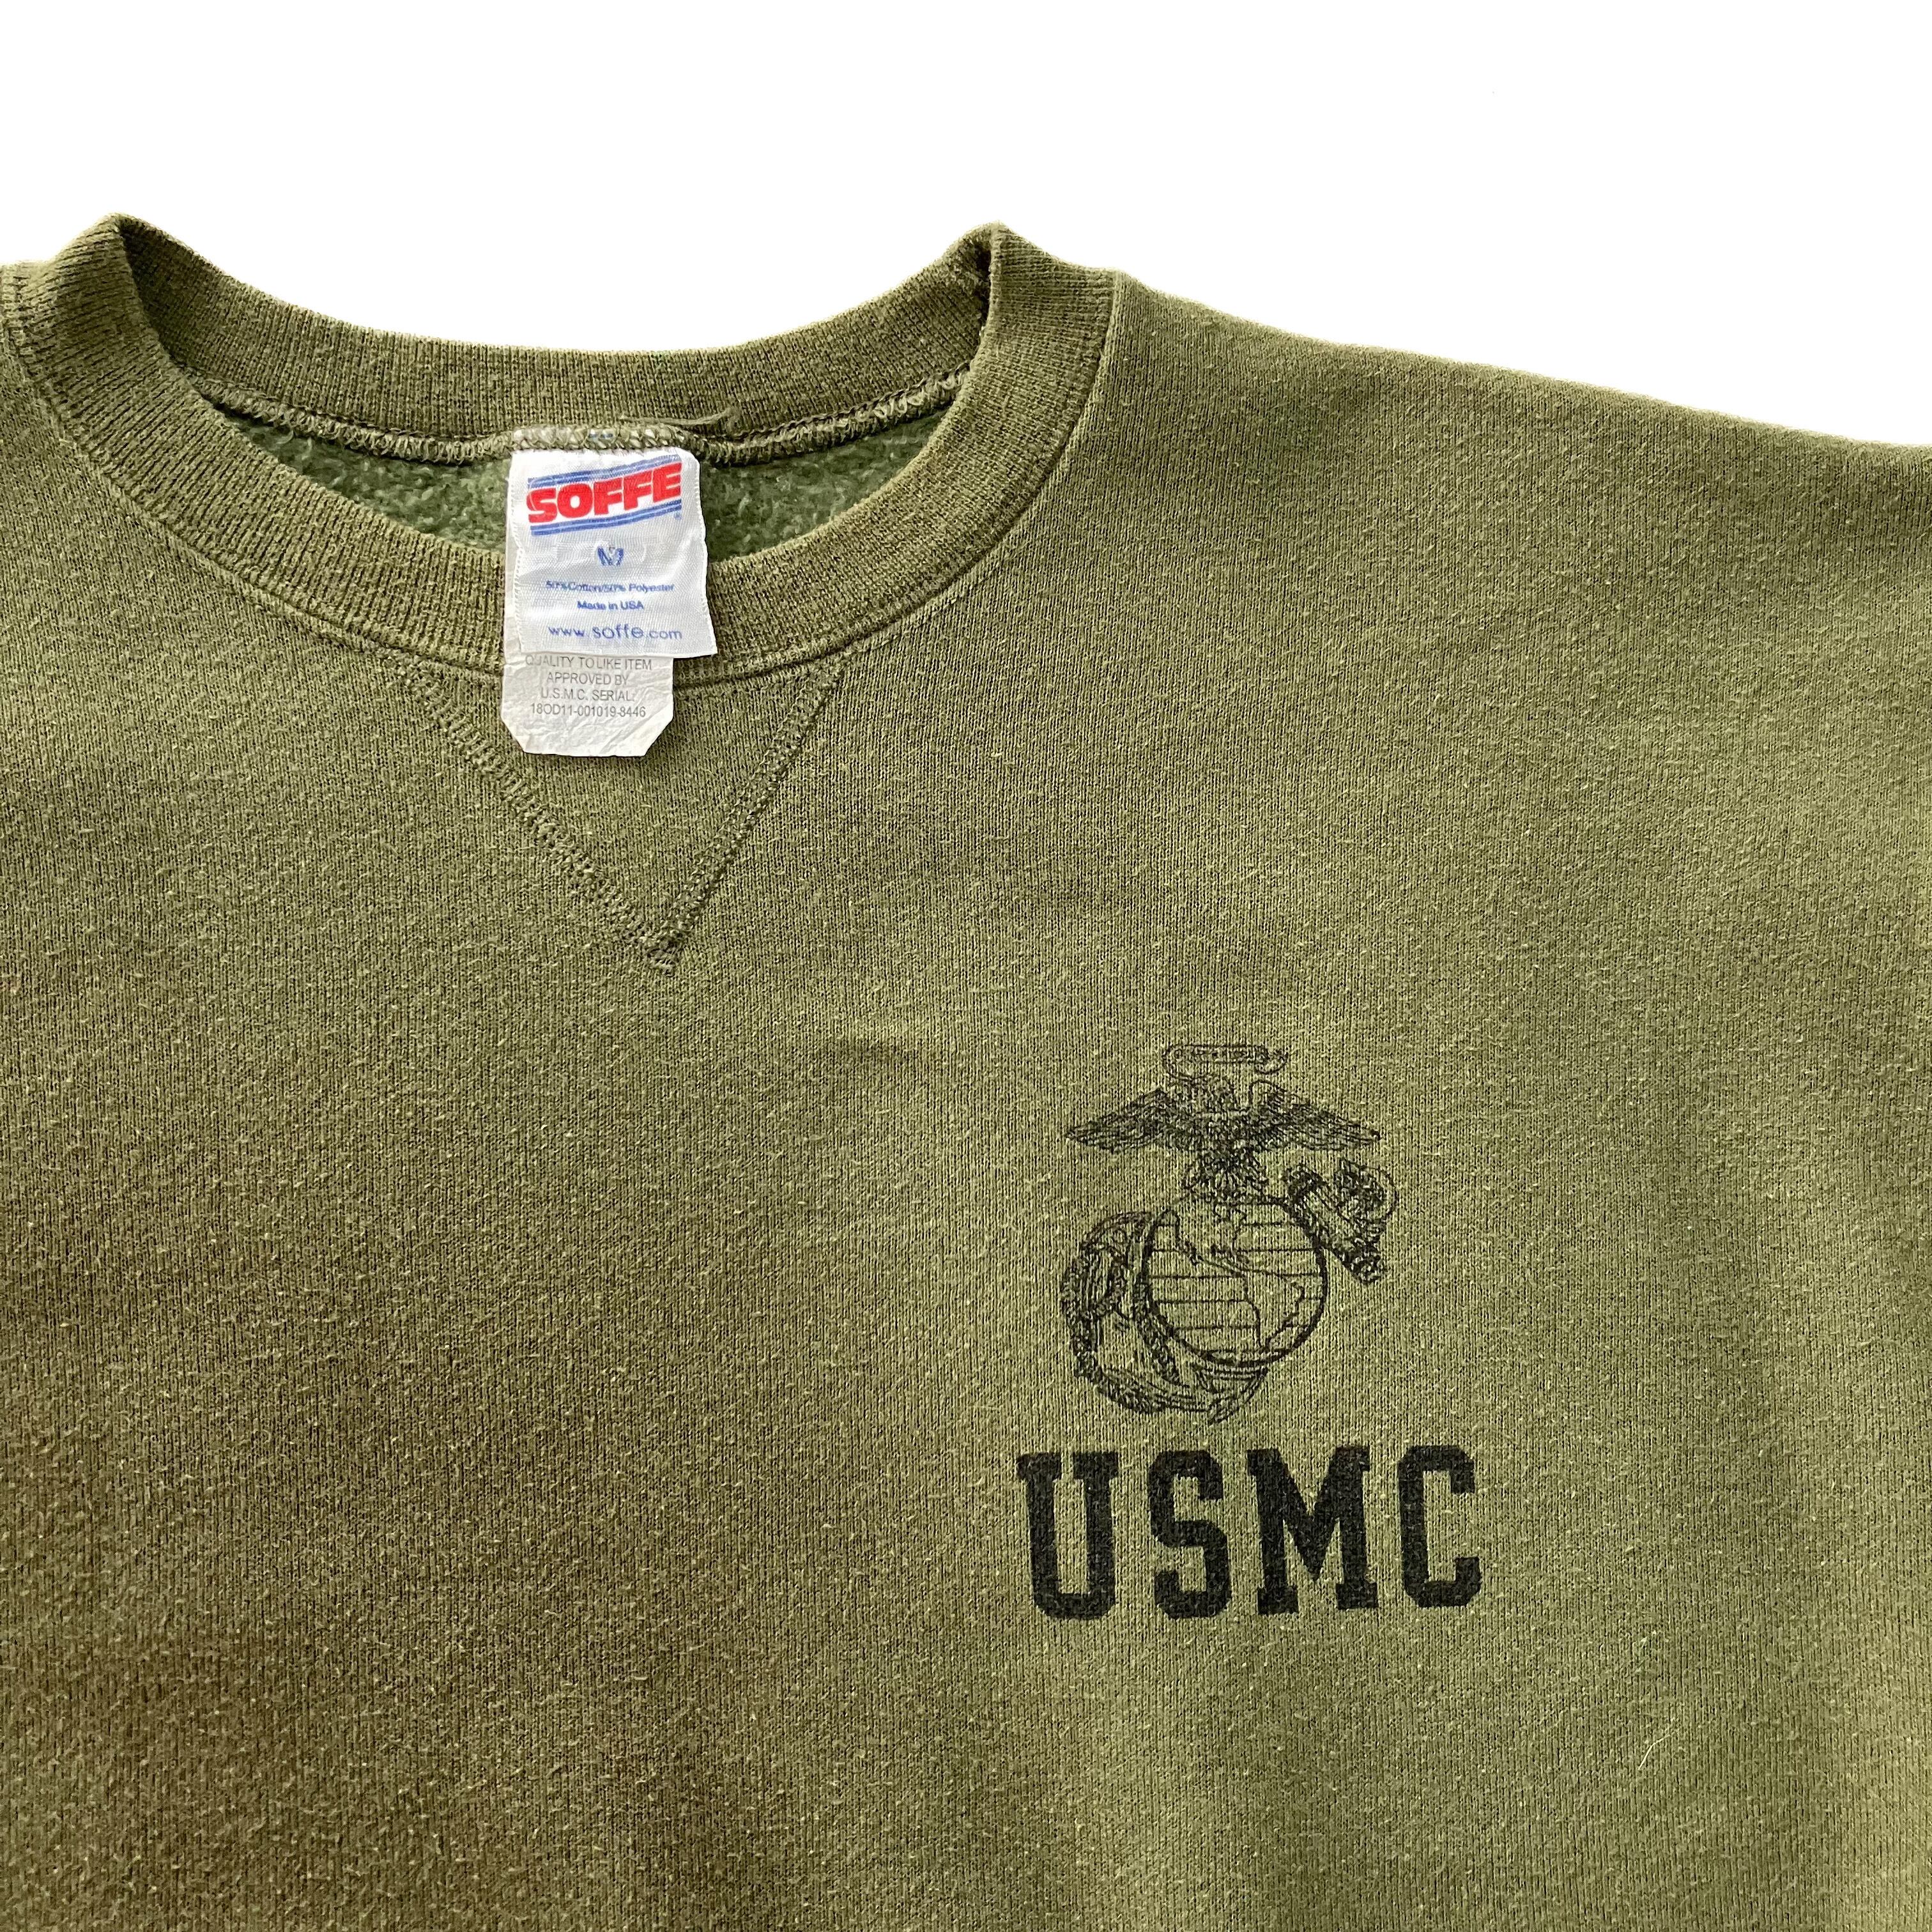 SOFFE
M
50%Cotton/50% Polyester
Made in USA
www.soffe.com
QUALITY TO LIKE ITEM
APPROVED BY
U.S.M.C. SERIAL:
18OD11-001019-8446
USMC